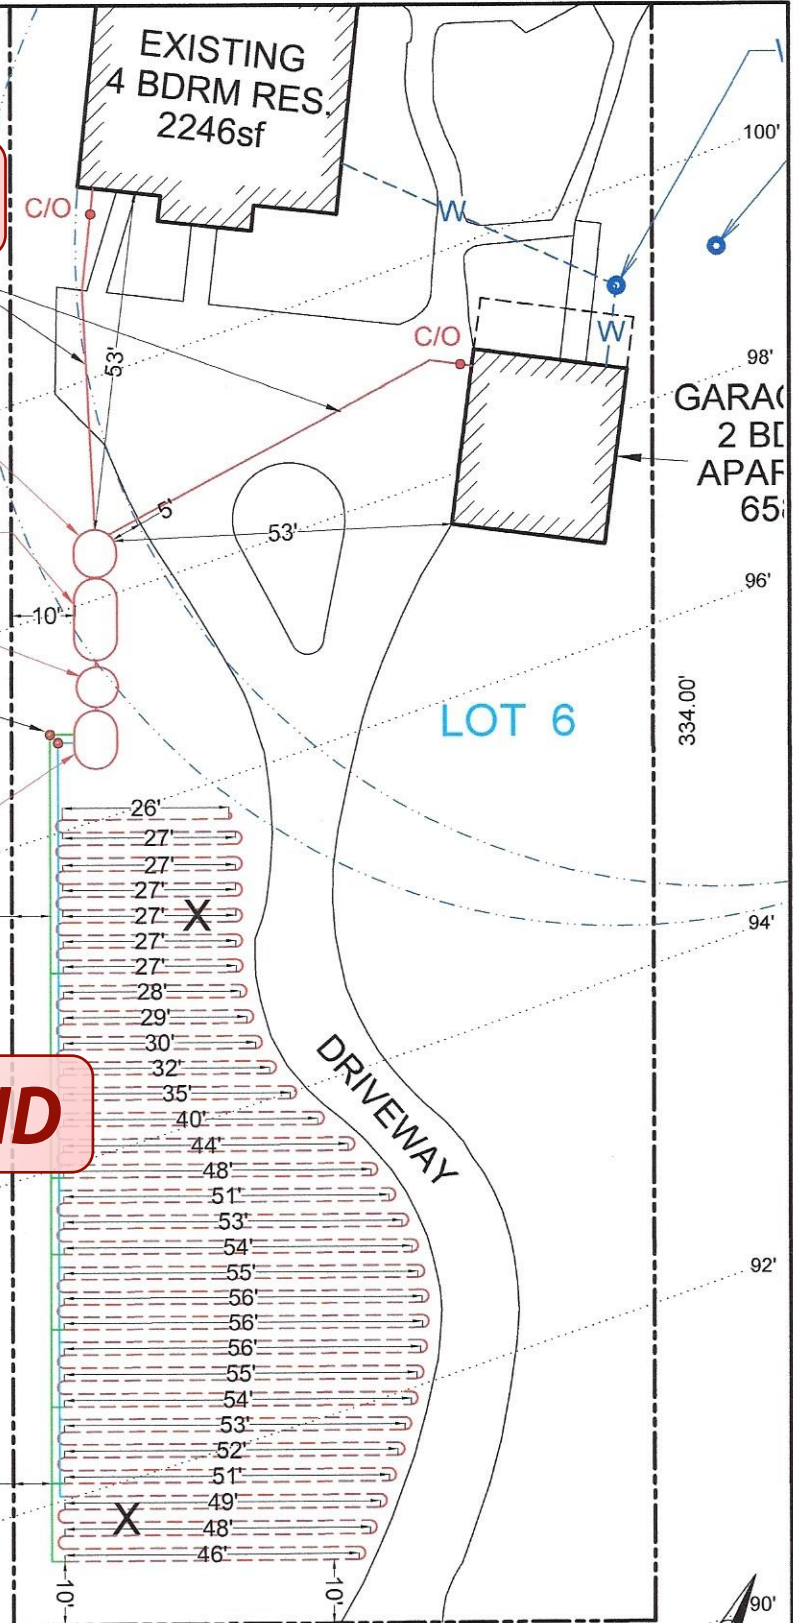 EXISTING
4 BDRM RES.
2246sf
100'
C/O
W
C/O
W
53'
98'
GARAG
2 BD
APAR
65
5'
53'
96'
10'
334.00'
LOT 6
26'
27'
27'
27'
27'
X
94'
27'
27'
28'
29'
30'
32'
35'
DRIVEWAY
40'
ND
44'
48'
51'
53'
54'
55'
92'
56'
56'
56'
55'
54'
53'
52'
51'
49'
X
48'
46'
10'
10'
90'